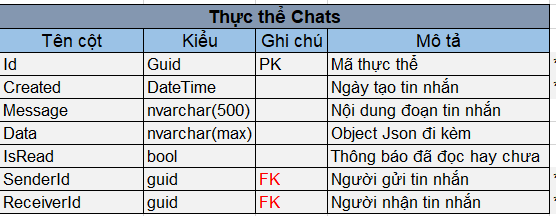 Thực thể Chats
Tên cột Kiểu Ghi chú Mô tả
Id Guid PK Mã thực thể *
Created DateTime Ngày tạo tin nhắn *
Message nvarchar(500) Nội dung đoạn tin nhắn
Data nvarchar(max) Object Json đi kèm
IsRead bool Thông báo đã đọc hay chưa
SenderId guid FK Người gửi tin nhắn *
ReceiverId guid FK Người nhận tin nhắn *